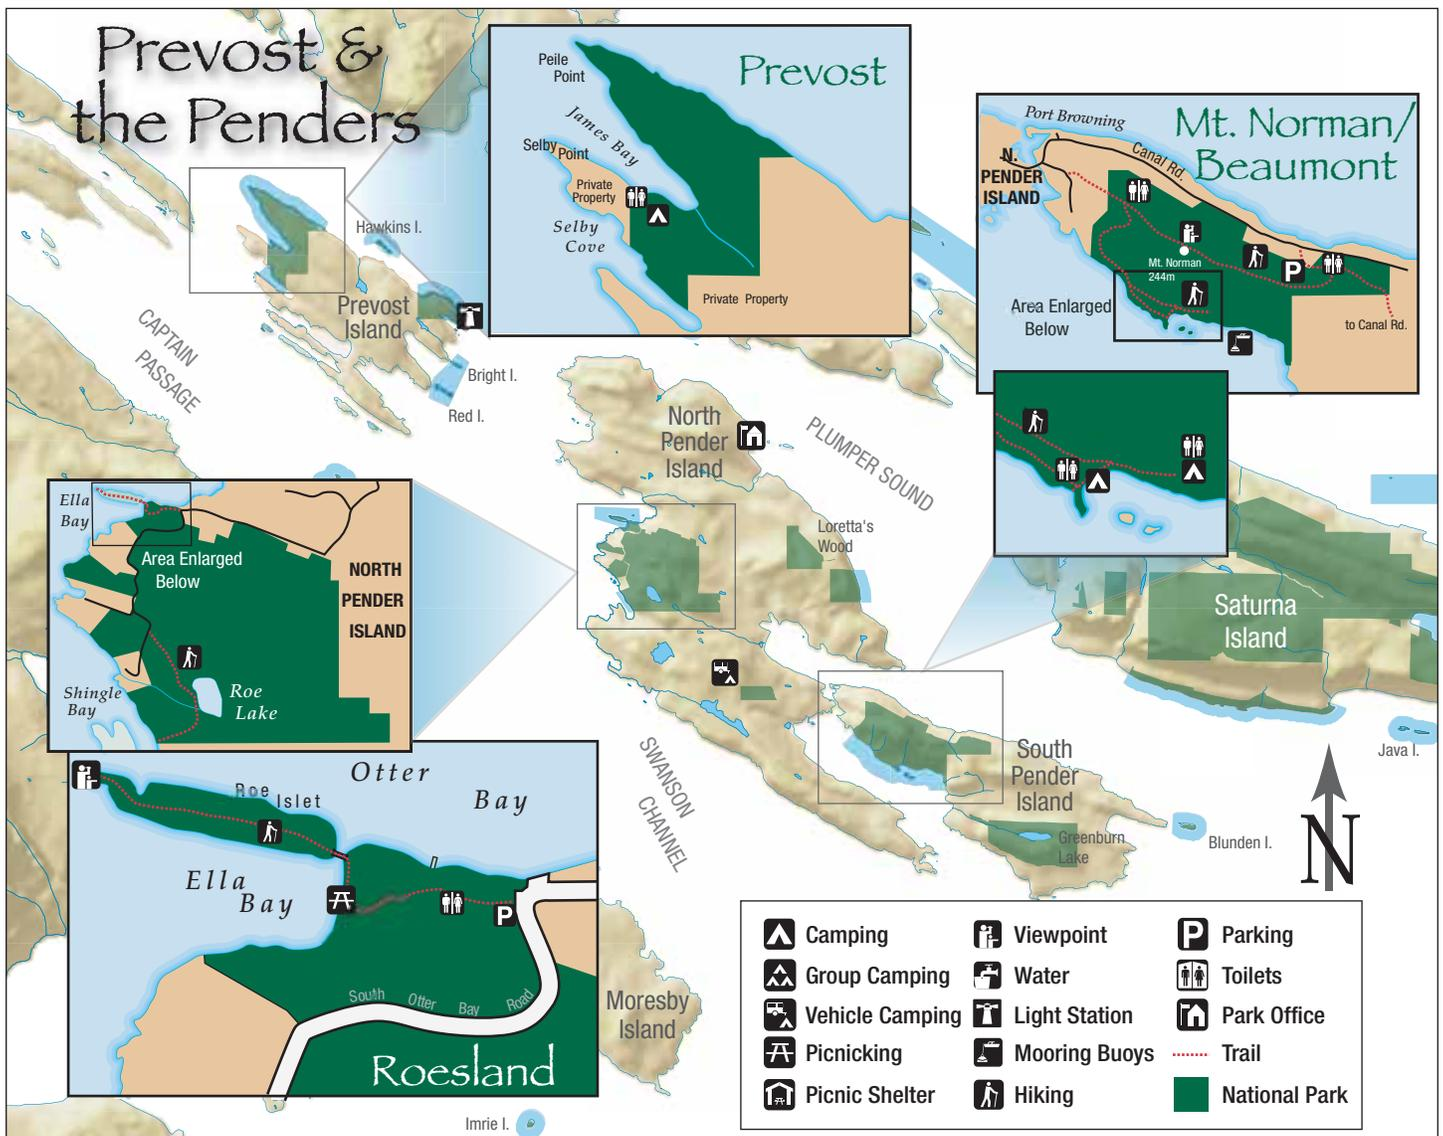 Prevost &
the Penders
Peile
Point
Prevost
James Bay
Selby Point
Private
Property
Selby
Cove
Private Property
Port Browning
Mt. Norman/
Beaumont
Canal Rd.
N.
PENDER
ISLAND
P
Mt. Norman
244m
Area Enlarged
Below
to Canal Rd.
Hawkins I.
Prevost
Island
CAPTAIN
PASSAGE
Bright I.
Red I.
North
Pender
Island
PLUMPER SOUND
Loretta's
Wood
Ella
Bay
Area Enlarged
Below
NORTH
PENDER
ISLAND
Roe
Lake
Shingle
Bay
Saturna
Island
Java I.
SWANSON
CHANNEL
South
Pender
Island
Greenburn
Lake
Blunden I.
N
Otter
Bay
Roe
Islet
Ella
Bay
P
South Otter Bay Road
Roesland
Moresby
Island
Imrie I.
Camping
Group Camping
Vehicle Camping
Picnicking
Picnic Shelter
Viewpoint
Water
Light Station
Mooring Buoys
Hiking
P Parking
Toilets
Park Office
Trail
National Park